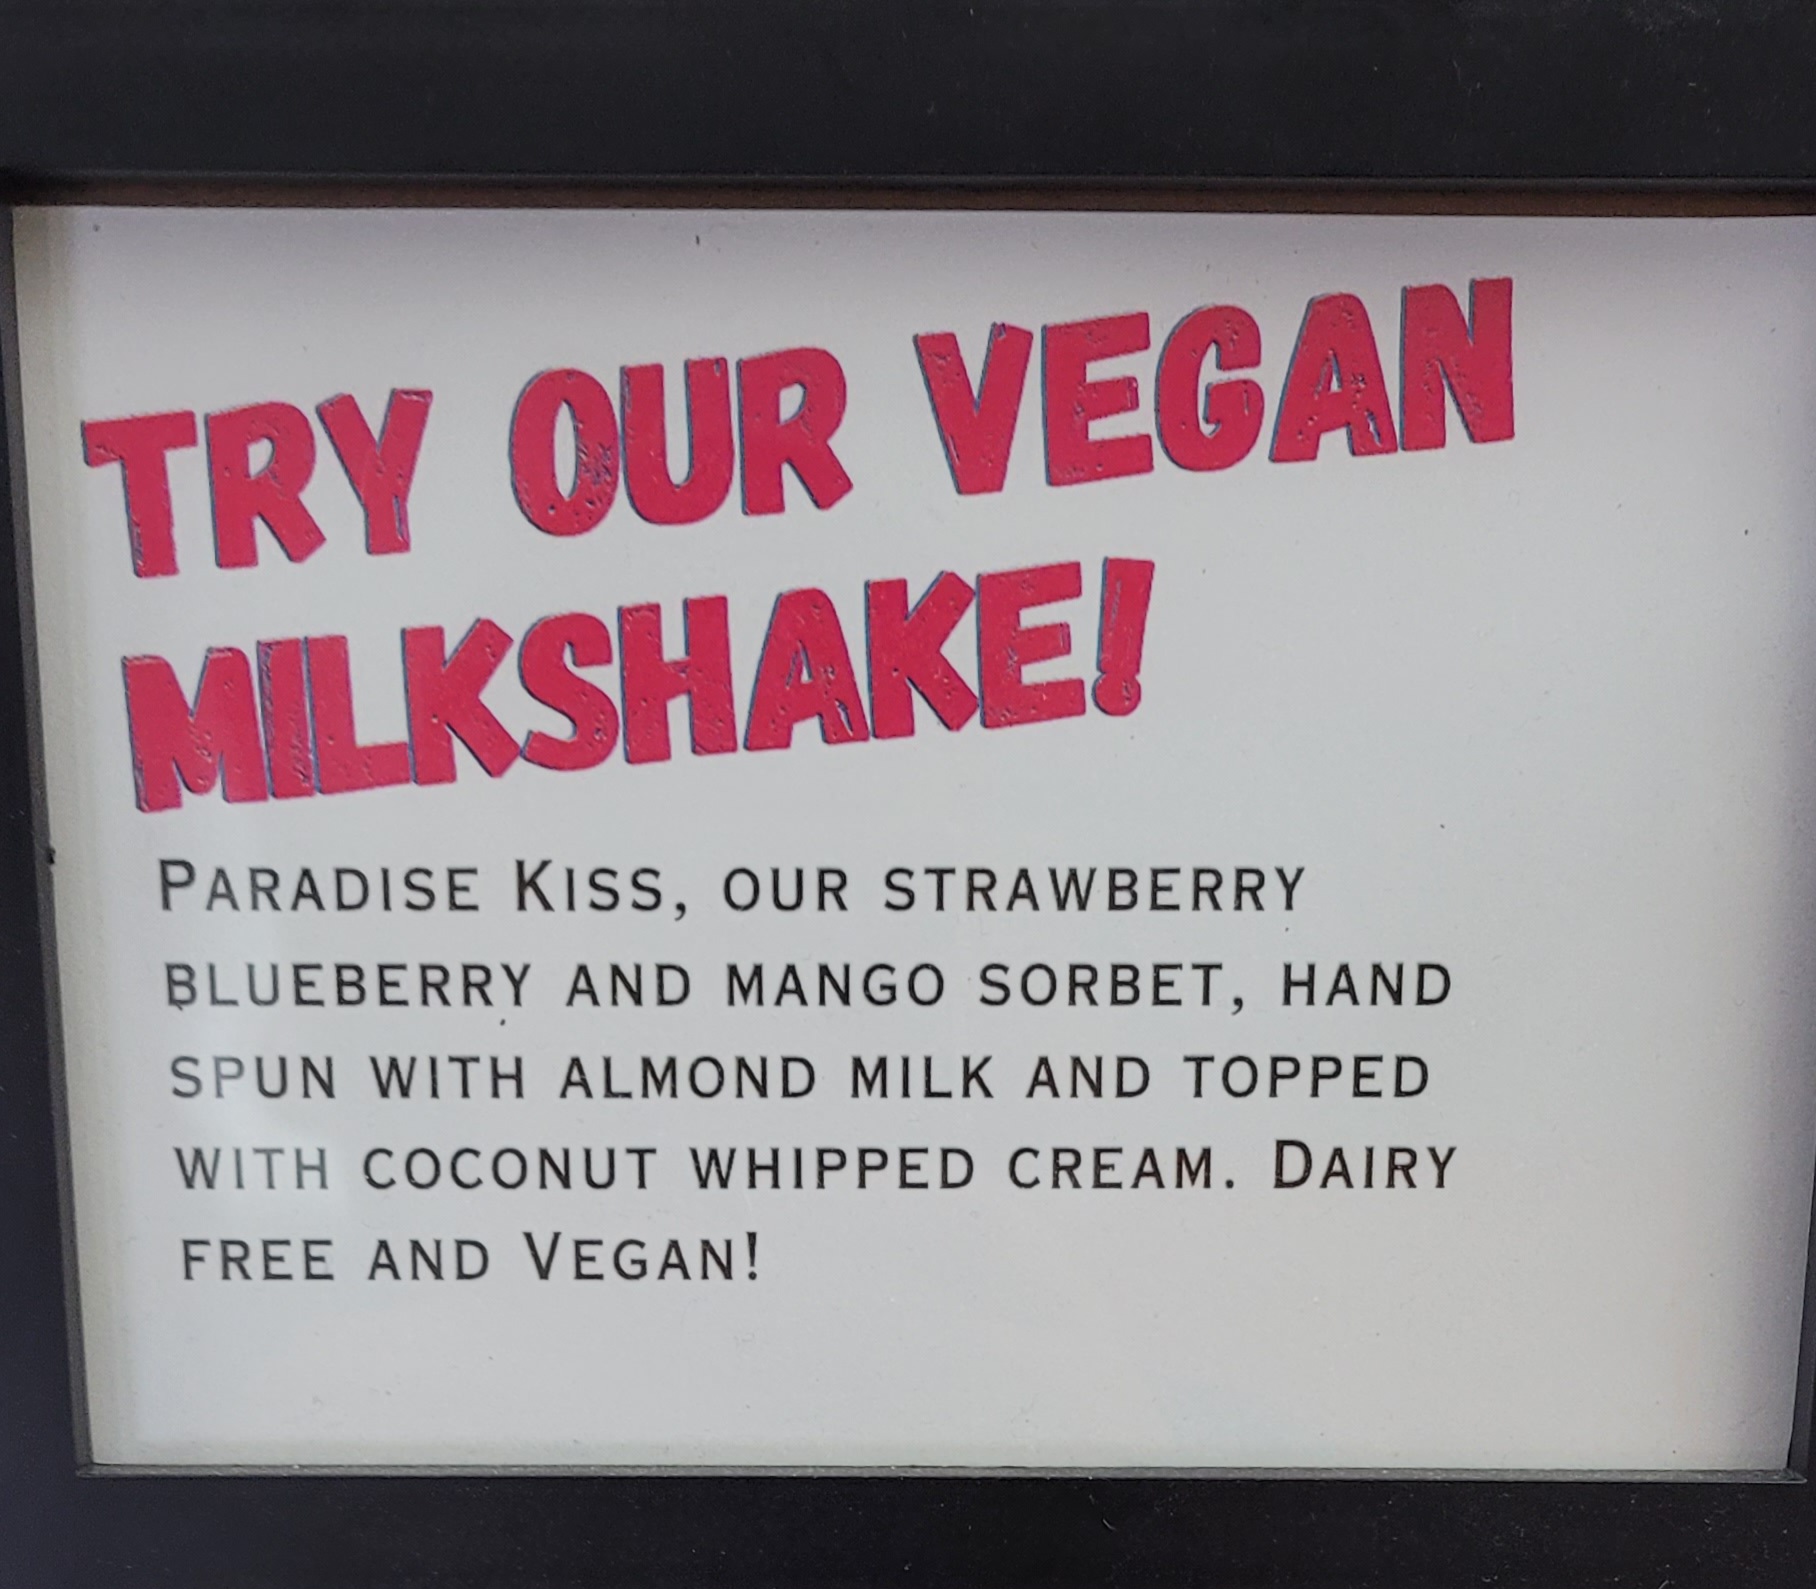 TRY OUR VEGAN
MILKSHAKE!
PARADISE KISS, OUR STRAWBERRY
BLUEBERRY AND MANGO SORBET, HAND
SPUN WITH ALMOND MILK AND TOPPED
WITH COCONUT WHIPPED CREAM. DAIRY
FREE AND VEGAN!